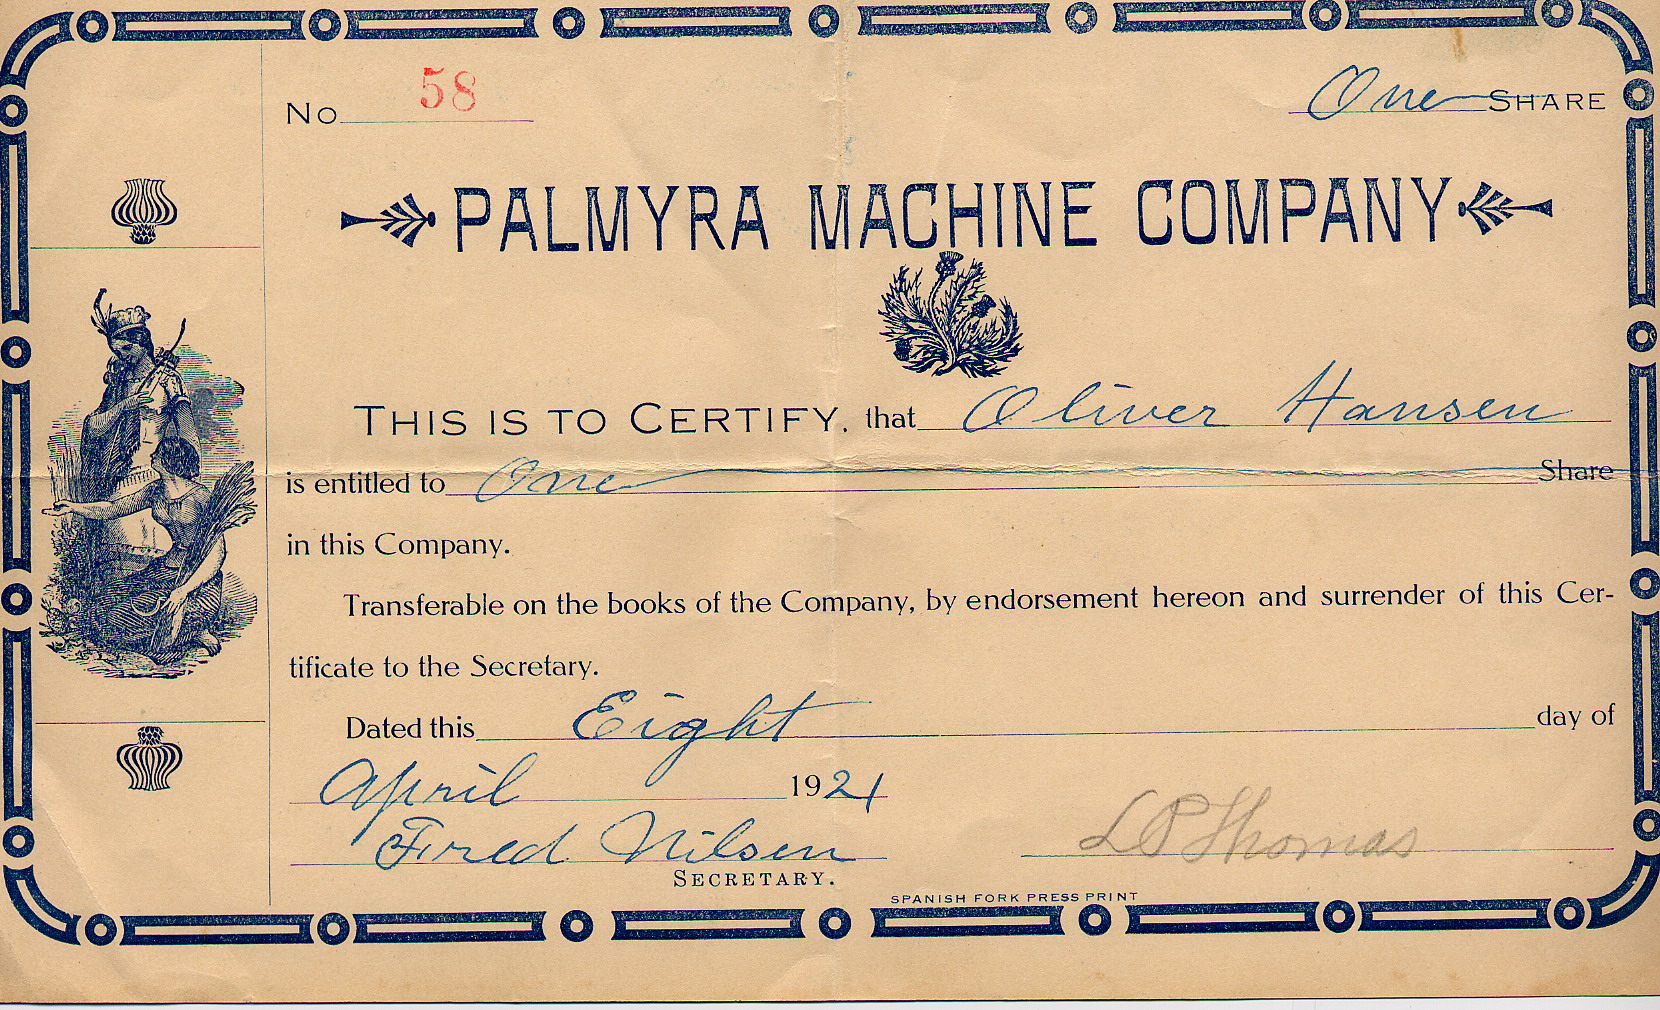 No 58 One SHARE
PALMYRA MACHINE COMPANY
THIS IS TO CERTIFY, that Oliver Hansen
is entitled to One Share
in this Company.
Transferable on the books of the Company, by endorsement hereon and surrender of this Cer-
tificate to the Secretary.
Dated this Eight day of
April 1921
Fred Nilsen L P Thomas
SECRETARY.
SPANISH FORK PRESS PRINT